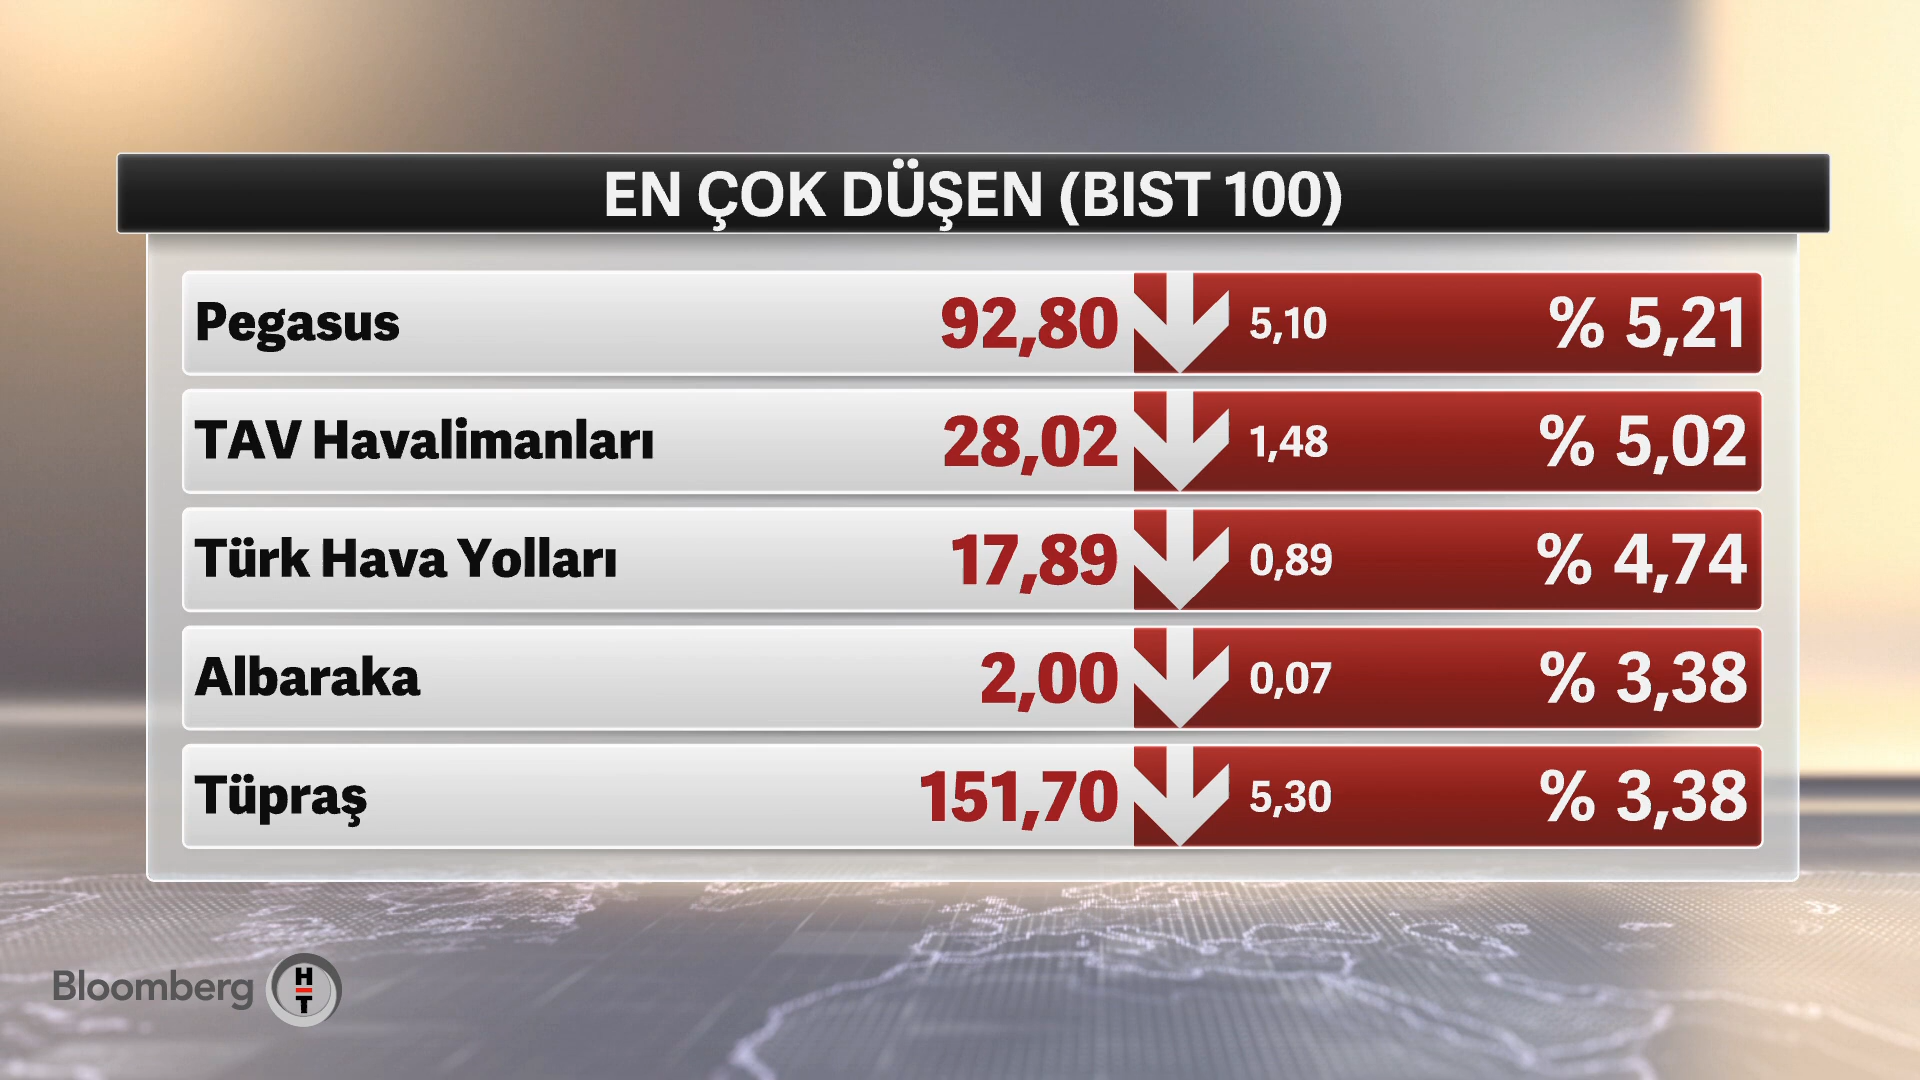 EN ÇOK DÜŞEN (BIST 100)
Pegasus 92,80 5,10 % 5,21
TAV Havalimanları 28,02 1,48 % 5,02
Türk Hava Yolları 17,89 0,89 % 4,74
Albaraka 2,00 0,07 % 3,38
Tüpraş 151,70 5,30 % 3,38
Bloomberg HT